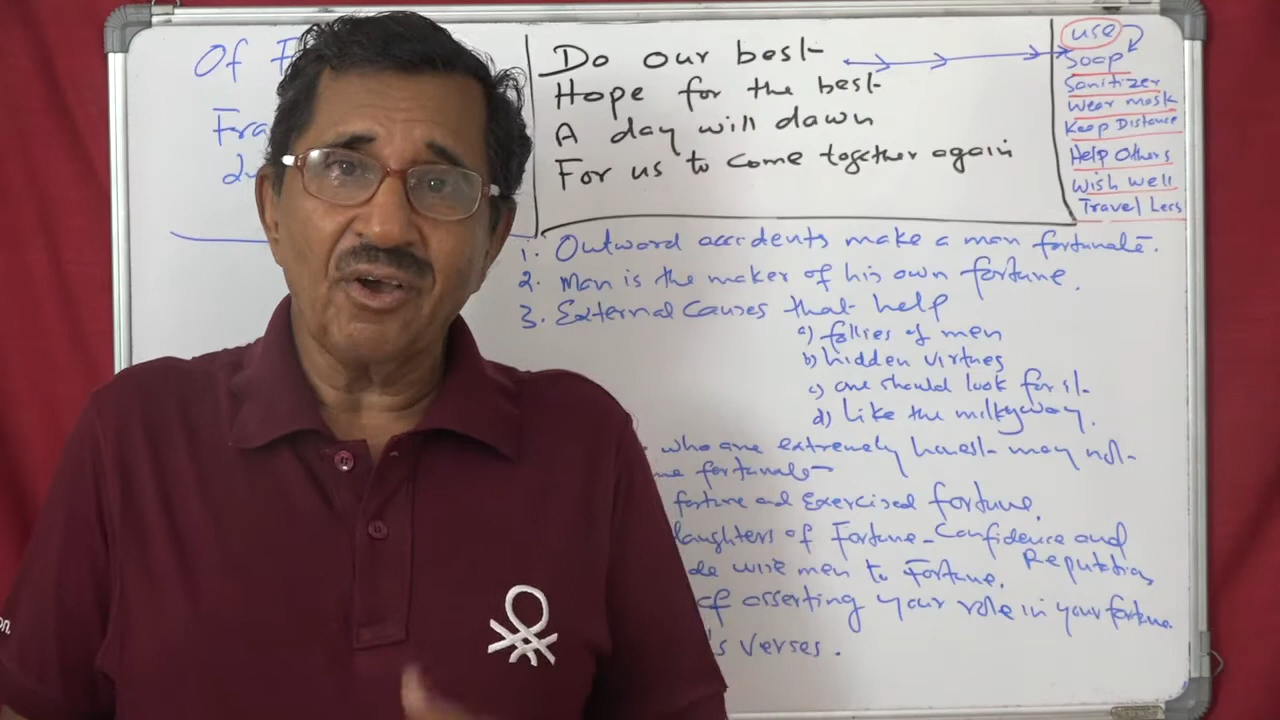 Of F
Fra
Do our best
Hope for the best
A day will dawn
For us to come together again
use
Soap
Sanitizer
Wear mask
Keep Distance
Help Others
Wish well
Travel Less
1. Outward accidents make a man fortunate.
2. Man is the maker of his own fortune.
3. External Causes that help
a) follies of men
b) hidden virtues
c) one should look for it
d) Like the milkyway.
who are extremely honest may not
me fortunate
fortune and Exercised fortune.
daughters of Fortune - Confidence and
Reputation
de wise men to Fortune.
of asserting your role in your fortune.
's verses.
on.